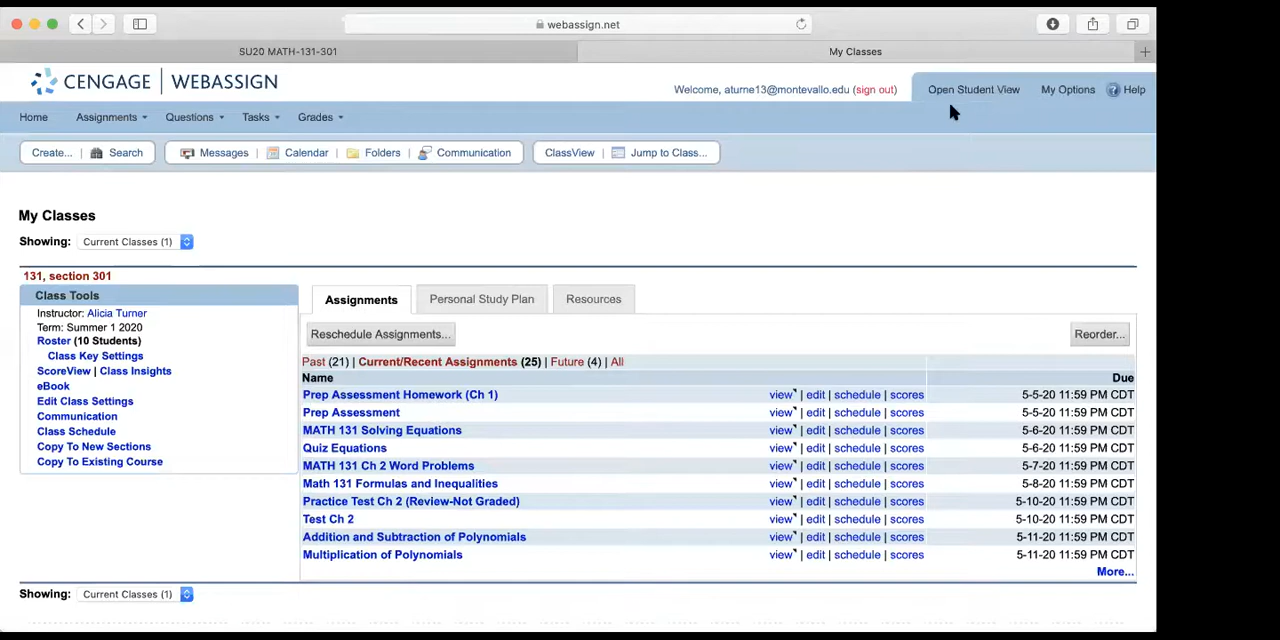 webassign.net
SU20 MATH-131-301
My Classes
CENGAGE | WEBASSIGN
Welcome, aturne13@montevallo.edu (sign out)
Open Student View
My Options
Help
Home
Assignments
Questions
Tasks
Grades
Create... | Search
Messages | Calendar | Folders | Communication
ClassView | Jump to Class...
My Classes
Showing: Current Classes (1)
131, section 301
Class Tools
Instructor: Alicia Turner
Term: Summer 1 2020
Roster (10 Students)
Class Key Settings
ScoreView | Class Insights
eBook
Edit Class Settings
Communication
Class Schedule
Copy To New Sections
Copy To Existing Course
Assignments
Personal Study Plan
Resources
Reschedule Assignments...
Reorder...
Past (21) | Current/Recent Assignments (25) | Future (4) | All
Name Due
Prep Assessment Homework (Ch 1) view | edit | schedule | scores 5-5-20 11:59 PM CDT
Prep Assessment view | edit | schedule | scores 5-5-20 11:59 PM CDT
MATH 131 Solving Equations view | edit | schedule | scores 5-6-20 11:59 PM CDT
Quiz Equations view | edit | schedule | scores 5-6-20 11:59 PM CDT
MATH 131 Ch 2 Word Problems view | edit | schedule | scores 5-7-20 11:59 PM CDT
Math 131 Formulas and Inequalities view | edit | schedule | scores 5-8-20 11:59 PM CDT
Practice Test Ch 2 (Review-Not Graded) view | edit | schedule | scores 5-10-20 11:59 PM CDT
Test Ch 2 view | edit | schedule | scores 5-10-20 11:59 PM CDT
Addition and Subtraction of Polynomials view | edit | schedule | scores 5-11-20 11:59 PM CDT
Multiplication of Polynomials view | edit | schedule | scores 5-11-20 11:59 PM CDT
More...
Showing: Current Classes (1)